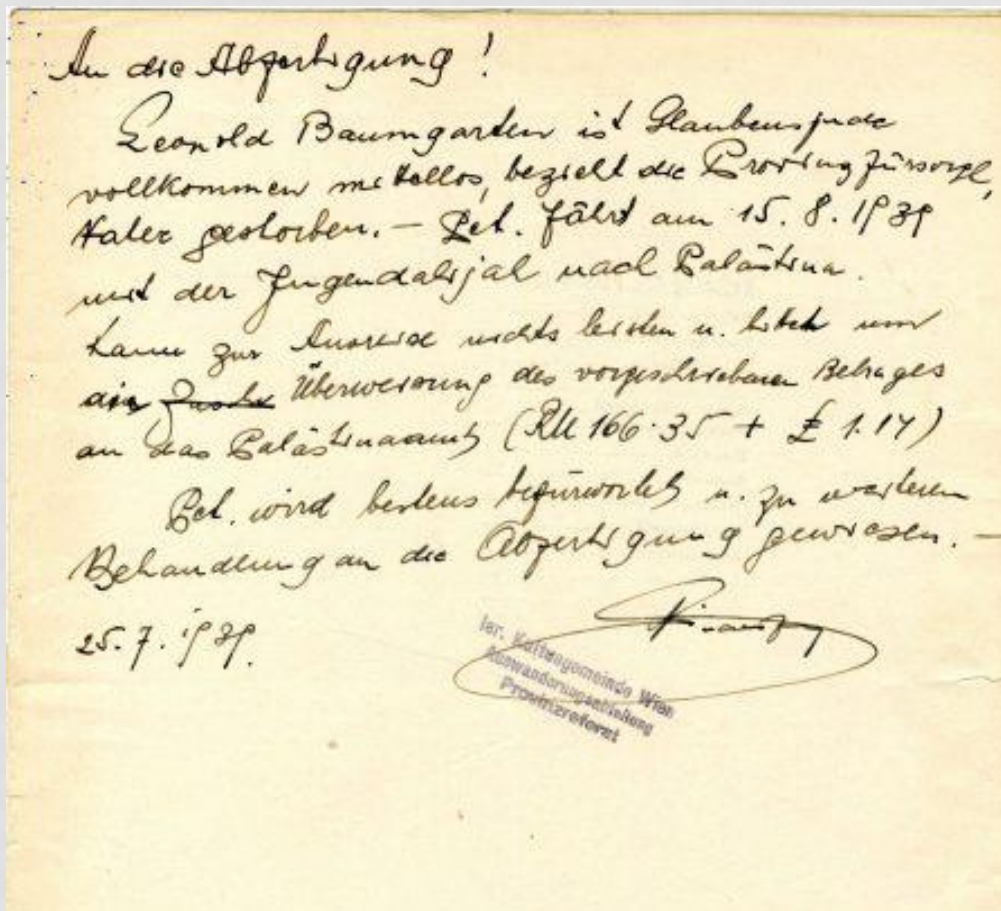 An die Abfertigung!
Leopold Baumgarten ist Glaubensjude
vollkommen mittellos, bezieht die Provinzfürsorge,
Vater gestorben. — Pet. fährt am 15. 8. 1939
mit der Jugendalijah nach Palästina.
Kann zur Ausreise nichts leisten u. bittet um
die Überweisung des vorgeschriebenen Betrages
an das Palästinaamt (RM 166.35 + £ 1.14)
Pet. wird bestens befürwortet u. zu weiteren
Behandlung an die Abfertigung gewiesen. —
25. 7. 1939.
Isr. Kultusgemeinde Wien
Auswanderungsabteilung
Provinzreferat